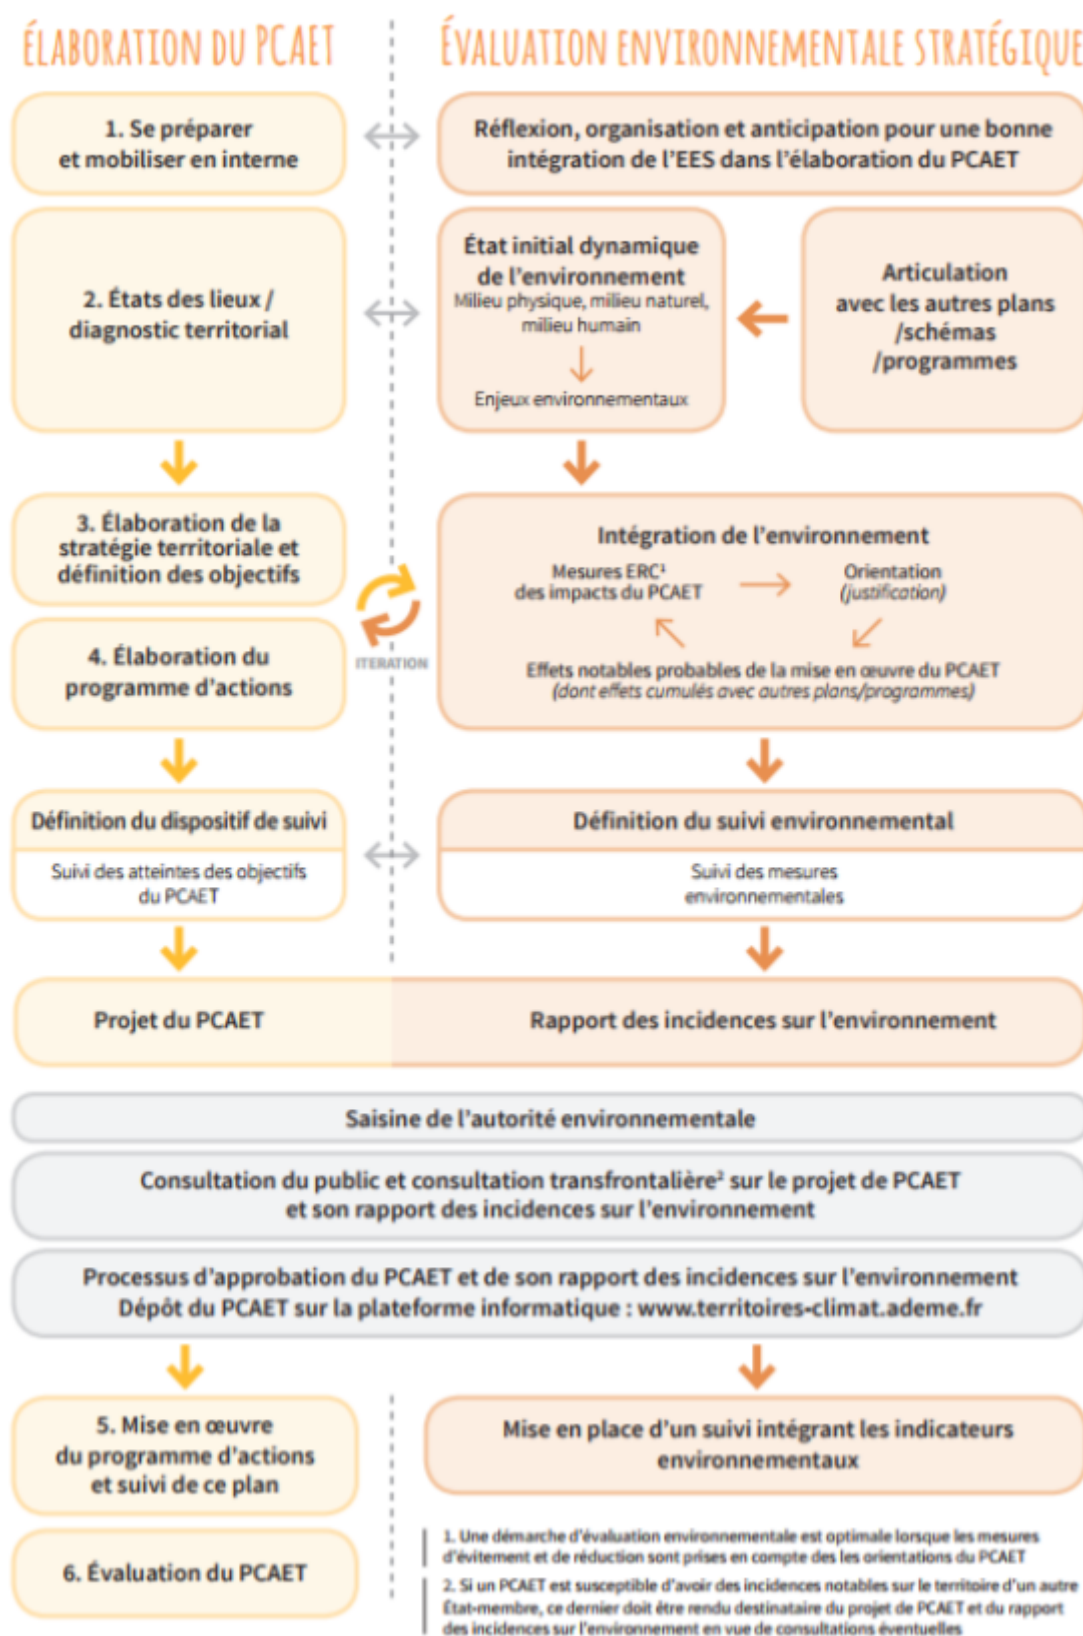 ÉLABORATION DU PCAET
ÉVALUATION ENVIRONNEMENTALE STRATÉGIQUE
1. Se préparer
et mobiliser en interne
Réflexion, organisation et anticipation pour une bonne
intégration de l'EES dans l'élaboration du PCAET
2. États des lieux /
diagnostic territorial
État initial dynamique
de l'environnement
Milieu physique, milieu naturel,
milieu humain
Enjeux environnementaux
Articulation
avec les autres plans
/schémas
/programmes
3. Élaboration de la
stratégie territoriale et
définition des objectifs
4. Élaboration du
programme d'actions
ITERATION
Intégration de l'environnement
Mesures ERC¹
des impacts du PCAET
Orientation
(justification)
Effets notables probables de la mise en œuvre du PCAET
(dont effets cumulés avec autres plans/programmes)
Définition du dispositif de suivi
Suivi des atteintes des objectifs
du PCAET
Définition du suivi environnemental
Suivi des mesures
environnementales
Projet du PCAET
Rapport des incidences sur l'environnement
Saisine de l'autorité environnementale
Consultation du public et consultation transfrontalière² sur le projet de PCAET
et son rapport des incidences sur l'environnement
Processus d'approbation du PCAET et de son rapport des incidences sur l'environnement
Dépôt du PCAET sur la plateforme informatique : www.territoires-climat.ademe.fr
5. Mise en œuvre
du programme d'actions
et suivi de ce plan
Mise en place d'un suivi intégrant les indicateurs
environnementaux
6. Évaluation du PCAET
1. Une démarche d'évaluation environnementale est optimale lorsque les mesures
d'évitement et de réduction sont prises en compte des les orientations du PCAET
2. Si un PCAET est susceptible d'avoir des incidences notables sur le territoire d'un autre
État-membre, ce dernier doit être rendu destinataire du projet de PCAET et du rapport
des incidences sur l'environnement en vue de consultations éventuelles